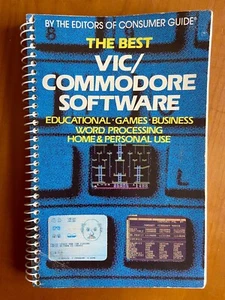 BY THE EDITORS OF CONSUMER GUIDE®
THE BEST
VIC/
COMMODORE
SOFTWARE
EDUCATIONAL·GAMES·BUSINESS
WORD PROCESSING
HOME & PERSONAL USE